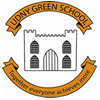 UDNY GREEN SCHOOL
Together everyone achieves more